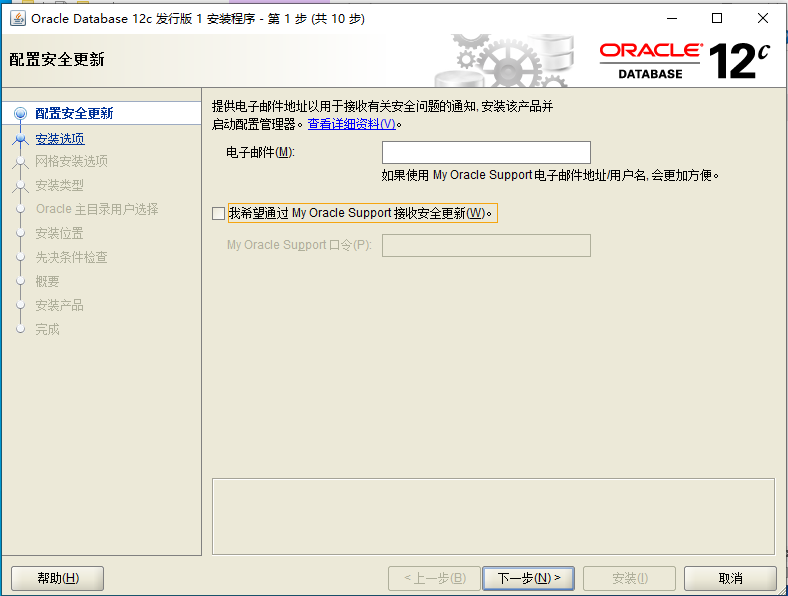 Oracle Database 12c 发行版 1 安装程序 - 第 1 步 (共 10 步)
配置安全更新
ORACLE®
DATABASE
12c
配置安全更新
安装选项
网格安装选项
安装类型
Oracle 主目录用户选择
安装位置
先决条件检查
概要
安装产品
完成
提供电子邮件地址以用于接收有关安全问题的通知, 安装该产品并
启动配置管理器。查看详细资料(V)。
电子邮件(M):
如果使用 My Oracle Support 电子邮件地址/用户名, 会更加方便。
我希望通过 My Oracle Support 接收安全更新(W)。
My Oracle Support 口令(P):
帮助(H)
< 上一步(B)
下一步(N) >
安装(I)
取消